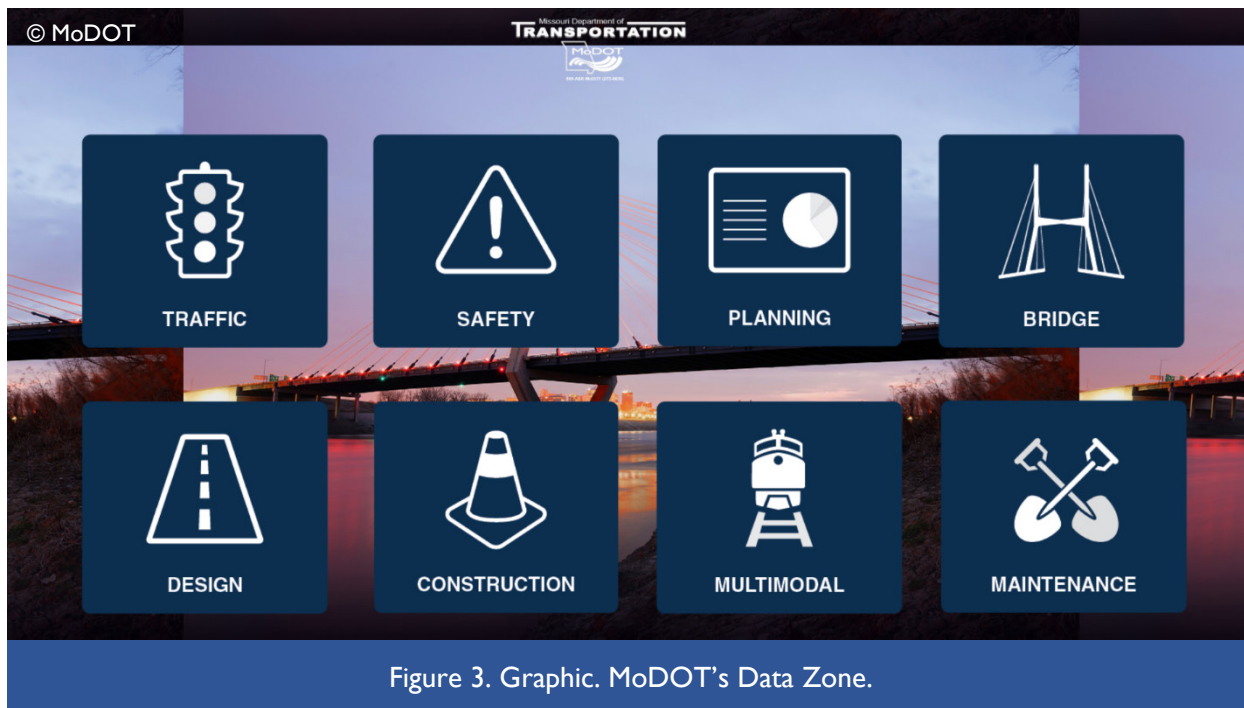 © MoDOT
Missouri Department of
TRANSPORTATION
MoDOT
TRAFFIC
SAFETY
PLANNING
BRIDGE
DESIGN
CONSTRUCTION
MULTIMODAL
MAINTENANCE
Figure 3. Graphic. MoDOT’s Data Zone.